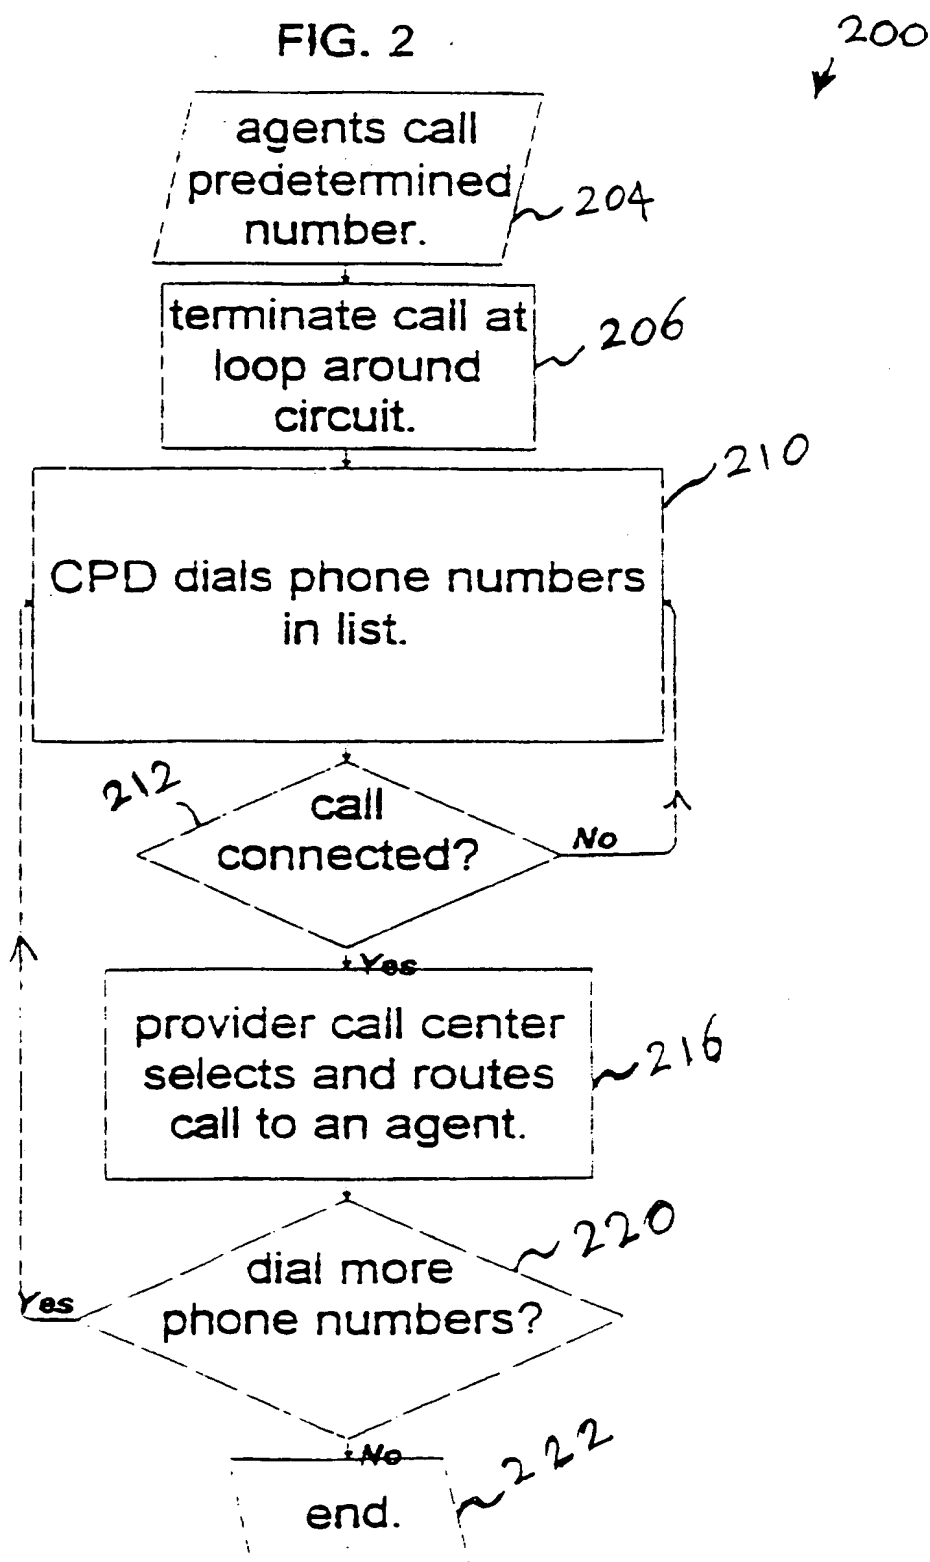 FIG. 2
200
agents call
predetermined
number.
204
terminate call at
loop around
circuit.
206
210
CPD dials phone numbers
in list.
212
call
connected?
No
Yes
provider call center
selects and routes
call to an agent.
216
220
dial more
phone numbers?
Yes
No
222
end.